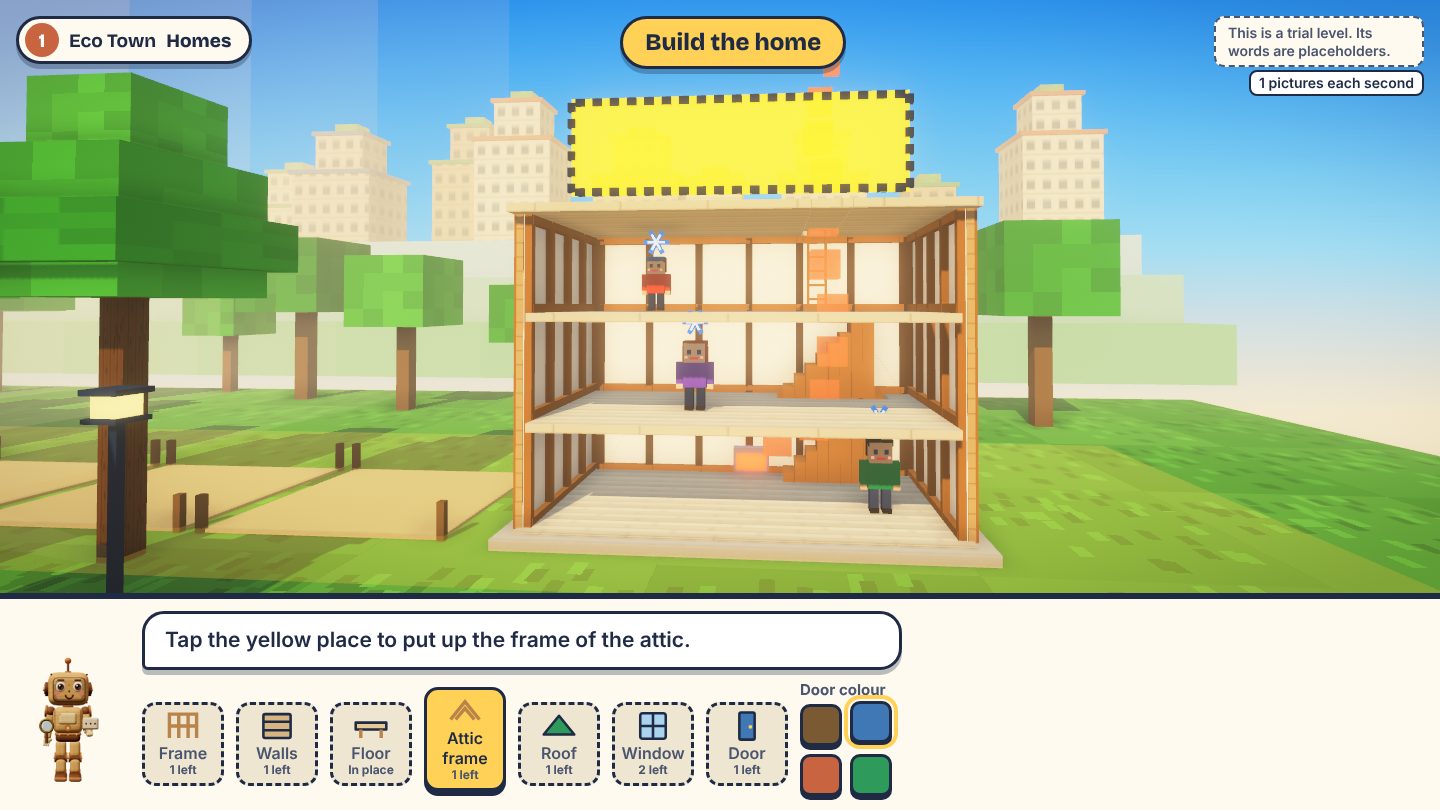 1 Eco Town Homes
Build the home
This is a trial level. Its
words are placeholders.
1 pictures each second
Tap the yellow place to put up the frame of the attic.
Door colour
Frame
1 left
Walls
1 left
Floor
In place
Attic
frame
1 left
Roof
1 left
Window
2 left
Door
1 left